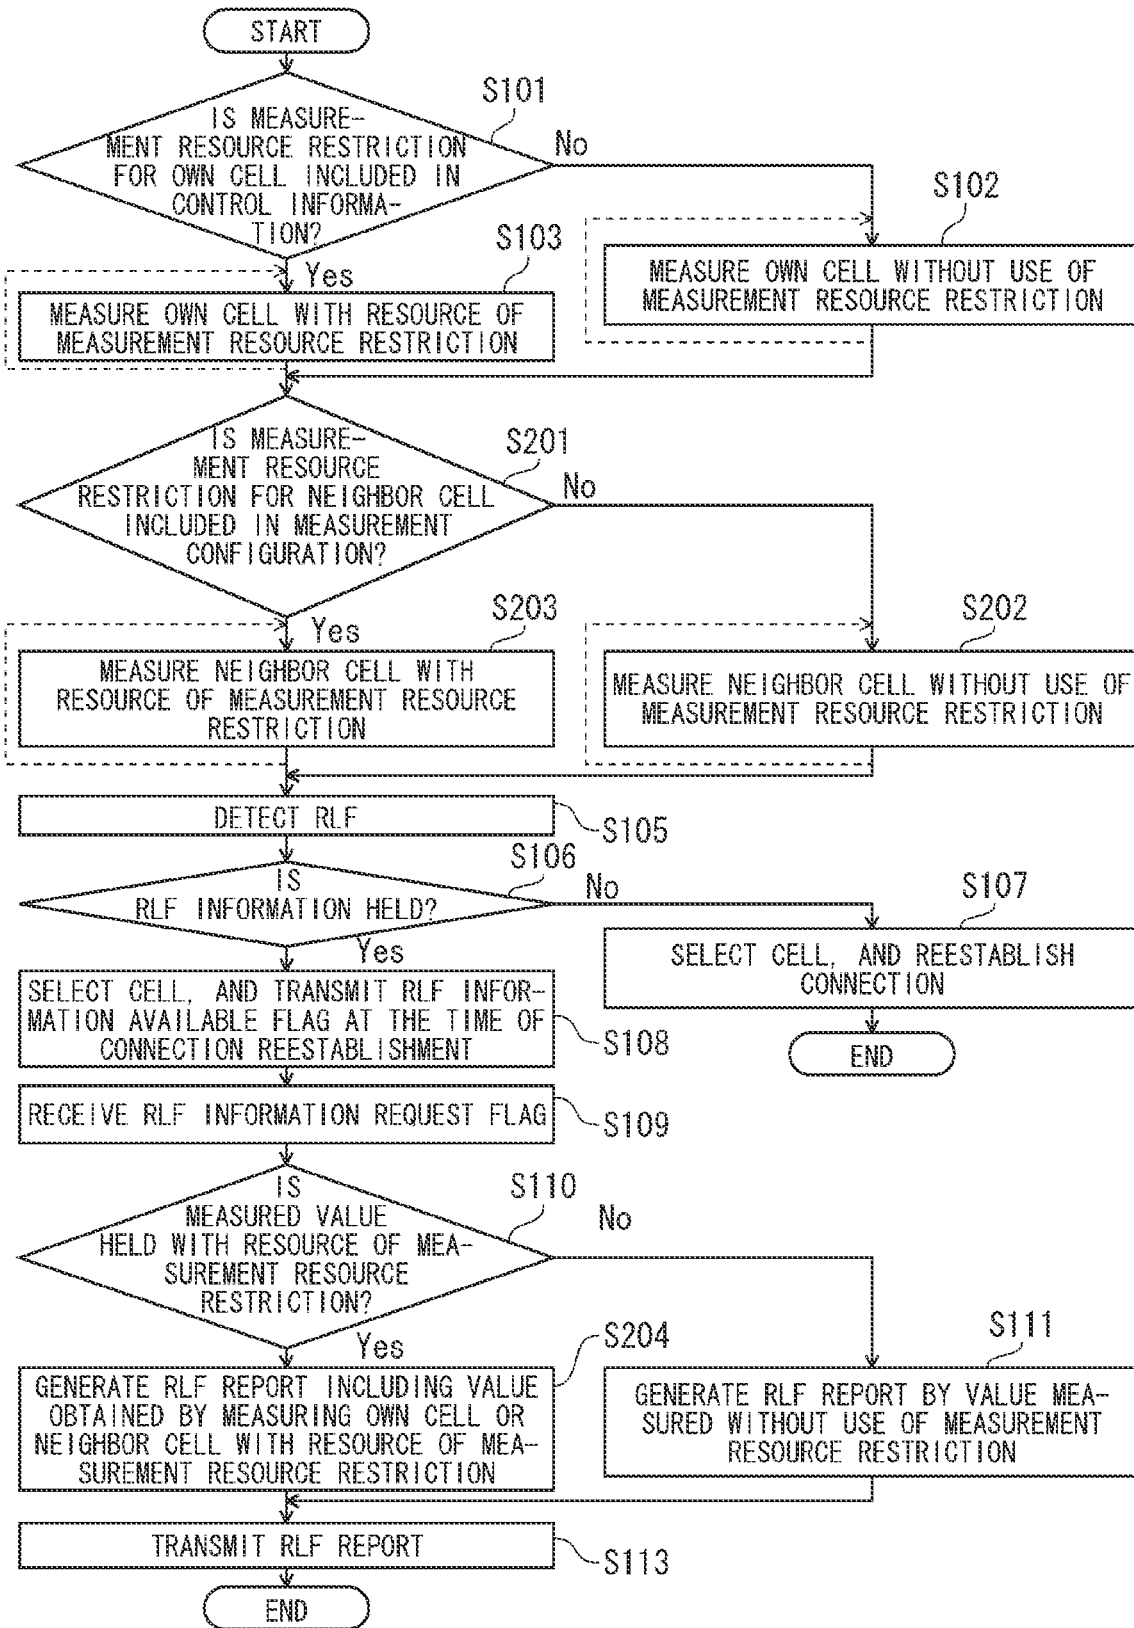 START
S101
IS MEASURE-
MENT RESOURCE RESTRICTION
FOR OWN CELL INCLUDED IN
CONTROL INFORMA-
TION?
No
S102
MEASURE OWN CELL WITHOUT USE OF
MEASUREMENT RESOURCE RESTRICTION
S103
Yes
MEASURE OWN CELL WITH RESOURCE OF
MEASUREMENT RESOURCE RESTRICTION
S201
IS MEASURE-
MENT RESOURCE
RESTRICTION FOR NEIGHBOR CELL
INCLUDED IN MEASUREMENT
CONFIGURATION?
No
S203
Yes
MEASURE NEIGHBOR CELL WITH
RESOURCE OF MEASUREMENT RESOURCE
RESTRICTION
S202
MEASURE NEIGHBOR CELL WITHOUT USE OF
MEASUREMENT RESOURCE RESTRICTION
DETECT RLF
S105
S106
IS
RLF INFORMATION HELD?
No
Yes
S107
SELECT CELL, AND REESTABLISH
CONNECTION
END
SELECT CELL, AND TRANSMIT RLF INFOR-
MATION AVAILABLE FLAG AT THE TIME OF
CONNECTION REESTABLISHMENT
S108
RECEIVE RLF INFORMATION REQUEST FLAG
S109
S110
IS
MEASURED VALUE
HELD WITH RESOURCE OF MEA-
SUREMENT RESOURCE
RESTRICTION?
No
Yes
S204
GENERATE RLF REPORT INCLUDING VALUE
OBTAINED BY MEASURING OWN CELL OR
NEIGHBOR CELL WITH RESOURCE OF MEA-
SUREMENT RESOURCE RESTRICTION
S111
GENERATE RLF REPORT BY VALUE MEA-
SURED WITHOUT USE OF MEASUREMENT
RESOURCE RESTRICTION
TRANSMIT RLF REPORT
S113
END